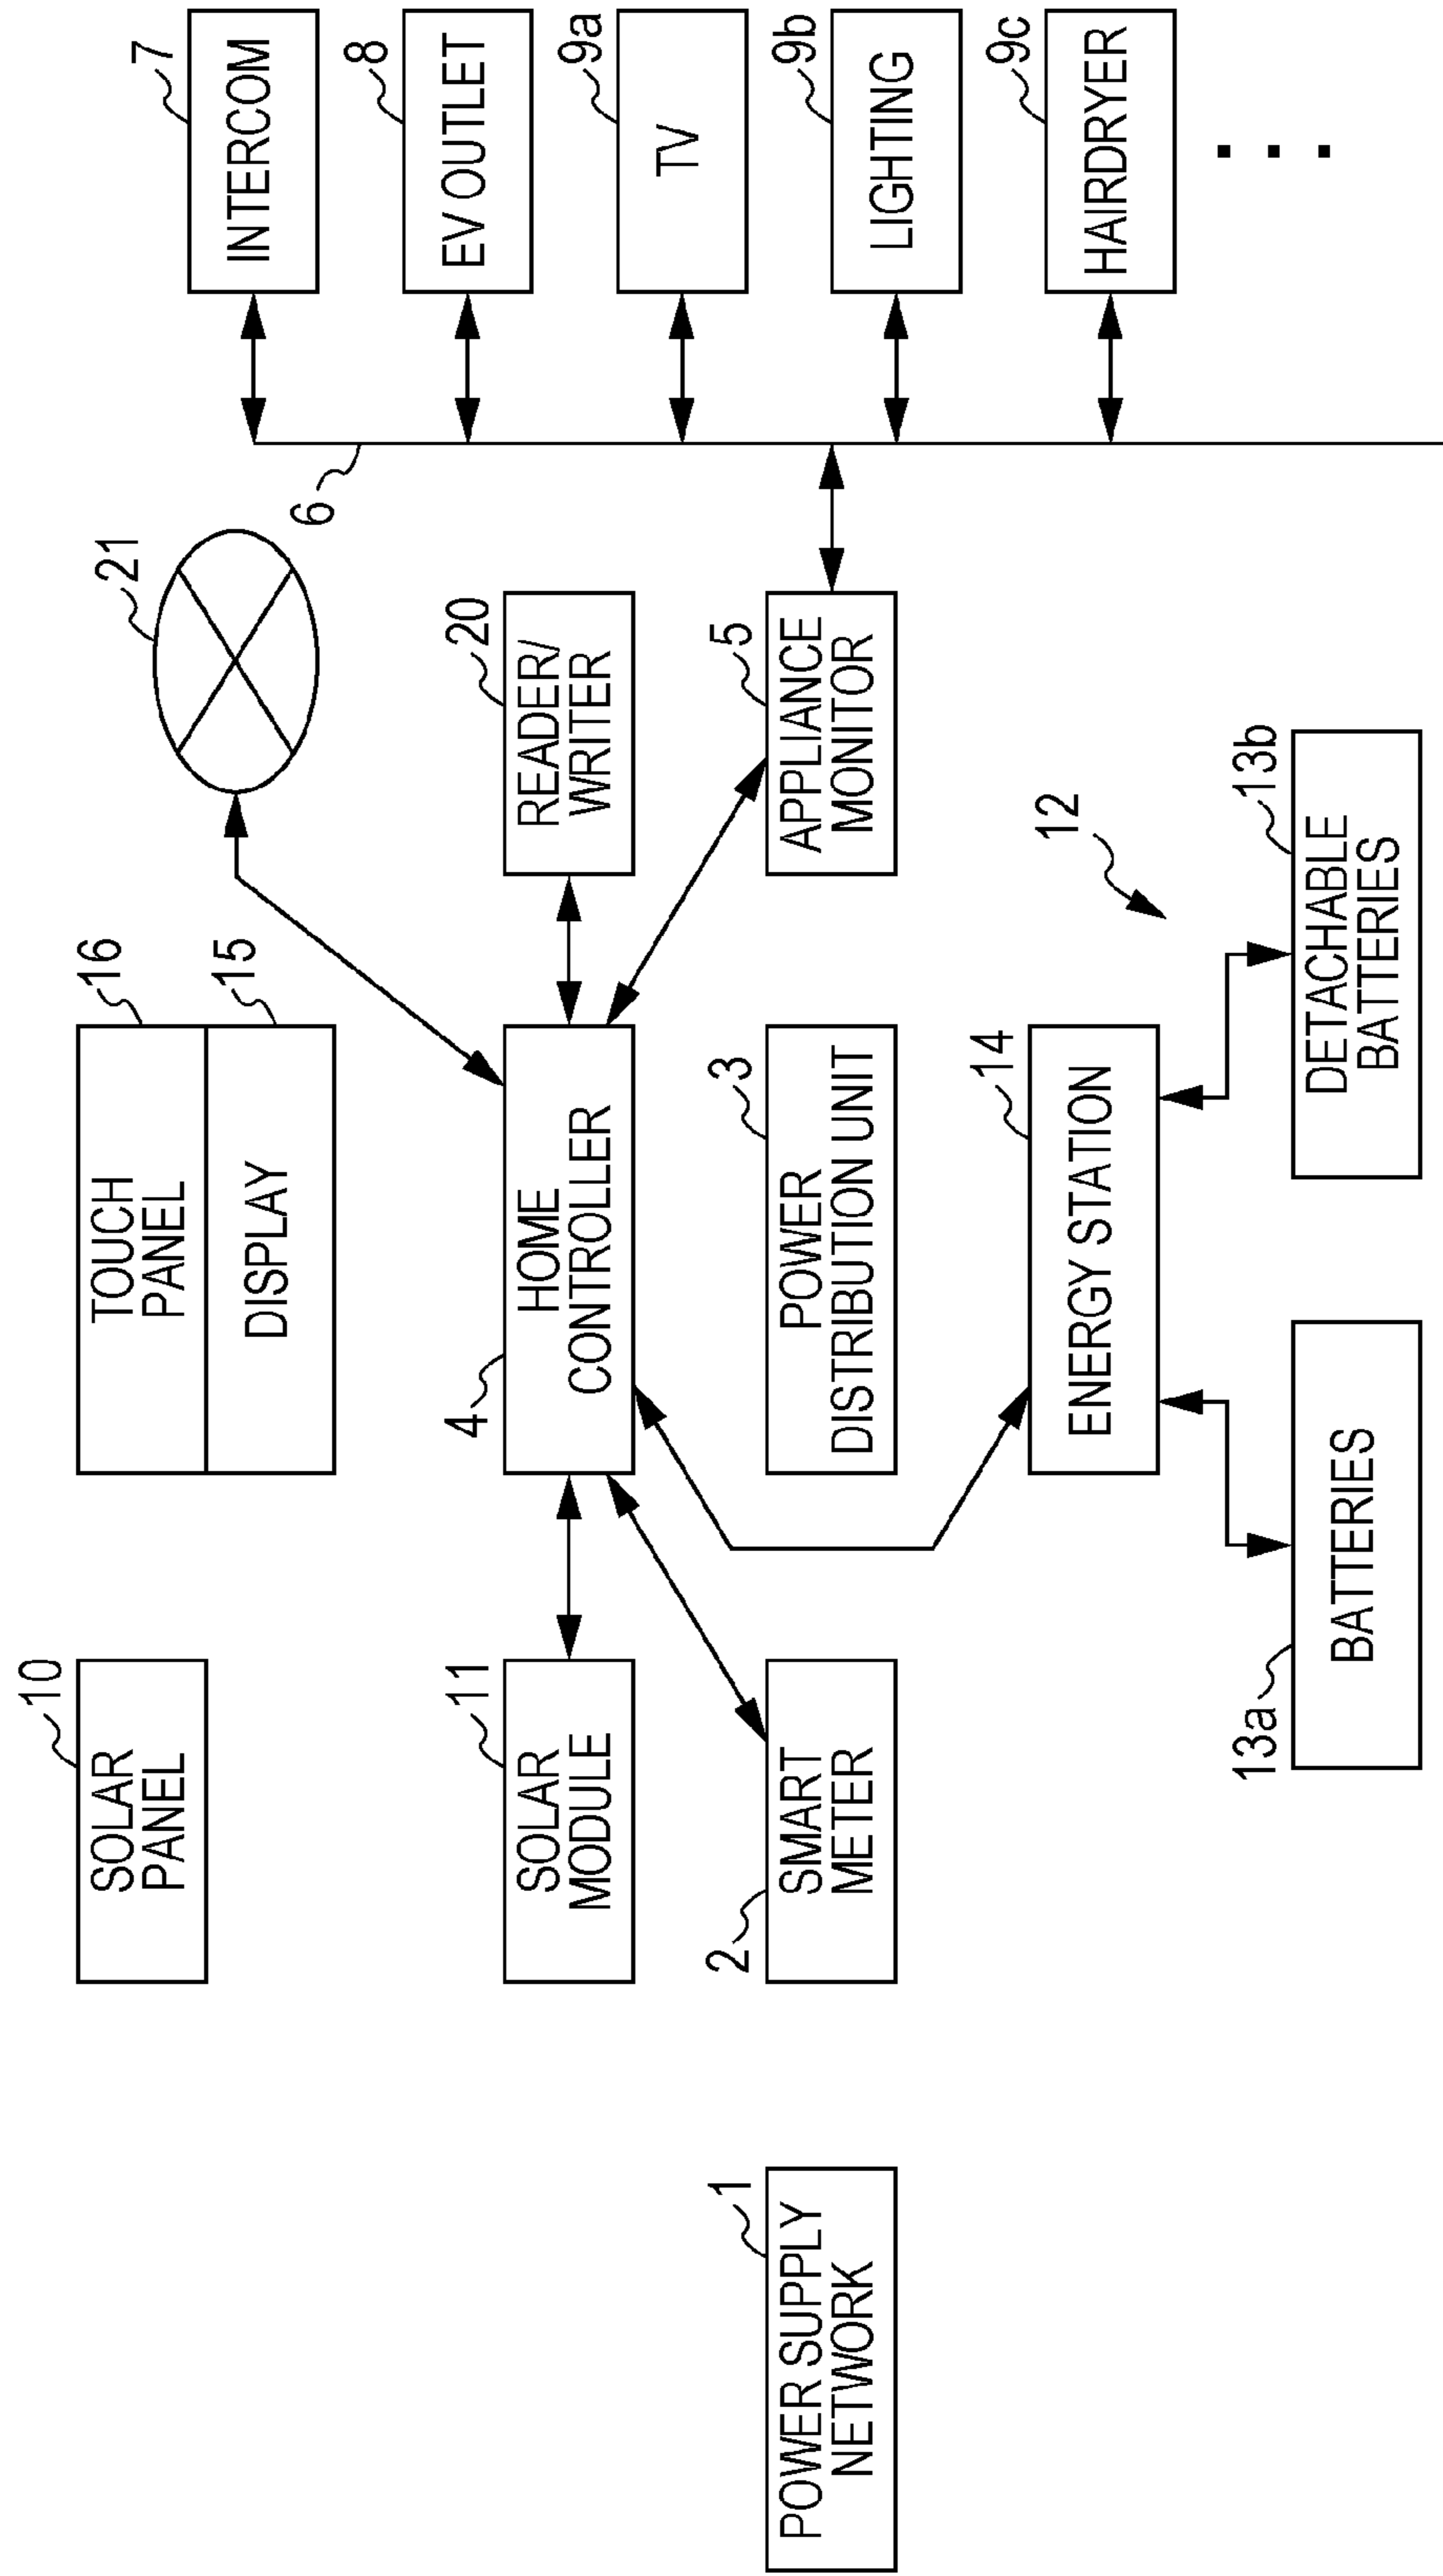 10
SOLAR
PANEL
16
TOUCH
PANEL
15
DISPLAY
21
7
INTERCOM
8
EV OUTLET
9a
TV
9b
LIGHTING
9c
HAIRDRYER
6
11
SOLAR
MODULE
4
HOME
CONTROLLER
20
READER/
WRITER
1
POWER SUPPLY
NETWORK
2
SMART
METER
3
POWER
DISTRIBUTION UNIT
5
APPLIANCE
MONITOR
14
ENERGY STATION
12
13a
BATTERIES
13b
DETACHABLE
BATTERIES